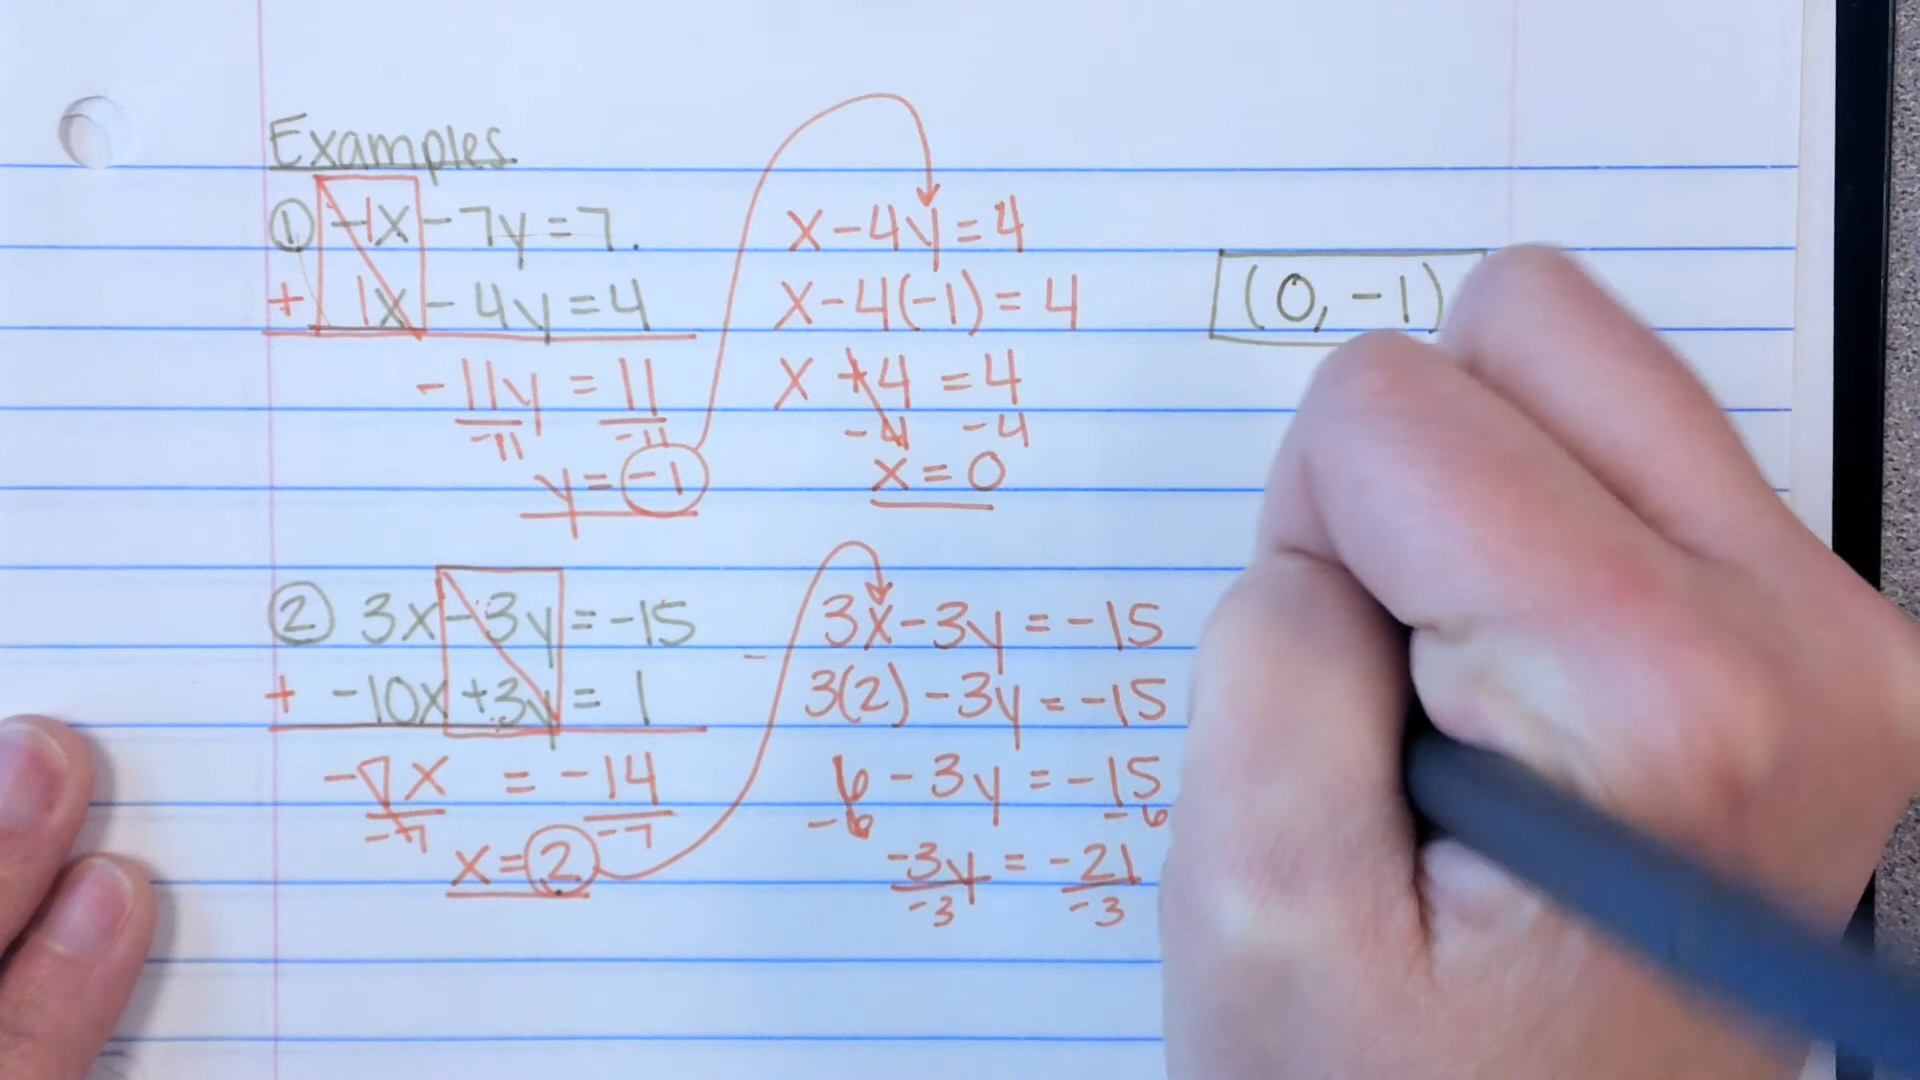 Examples
① -1x - 7y = 7
+ 1x - 4y = 4
-11y = 11
-11 -11
y = -1
x - 4y = 4
x - 4(-1) = 4
x + 4 = 4
-4 -4
x = 0
(0, -1)
② 3x - 3y = -15
+ -10x + 3y = 1
-7x = -14
-7 -7
x = 2
3x - 3y = -15
3(2) - 3y = -15
6 - 3y = -15
-6 -6
-3y = -21
-3 -3